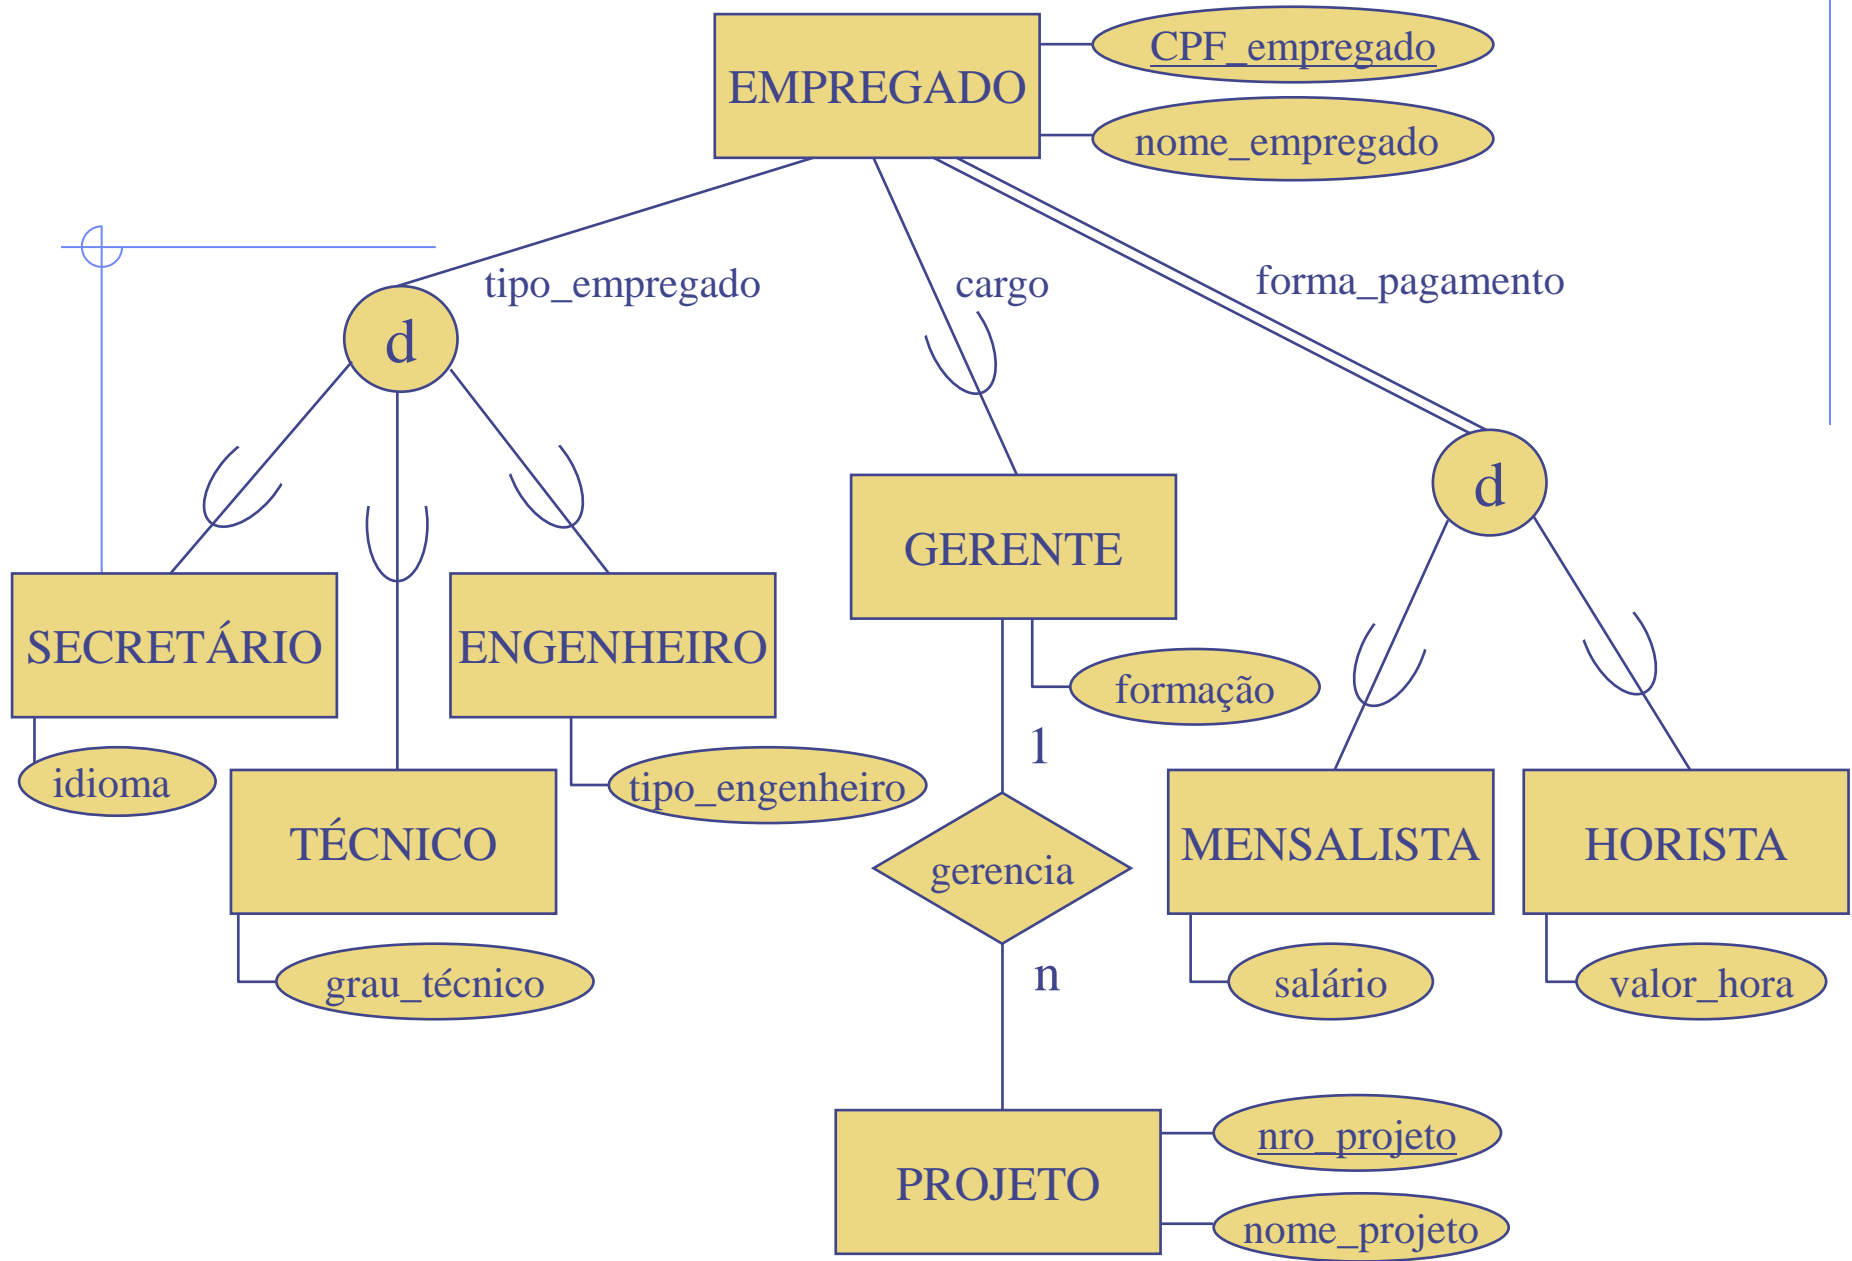 CPF_empregado
EMPREGADO
nome_empregado
tipo_empregado
cargo
forma_pagamento
d
d
GERENTE
SECRETÁRIO
ENGENHEIRO
formação
1
idioma
tipo_engenheiro
TÉCNICO
gerencia
MENSALISTA
HORISTA
n
grau_técnico
salário
valor_hora
nro_projeto
PROJETO
nome_projeto